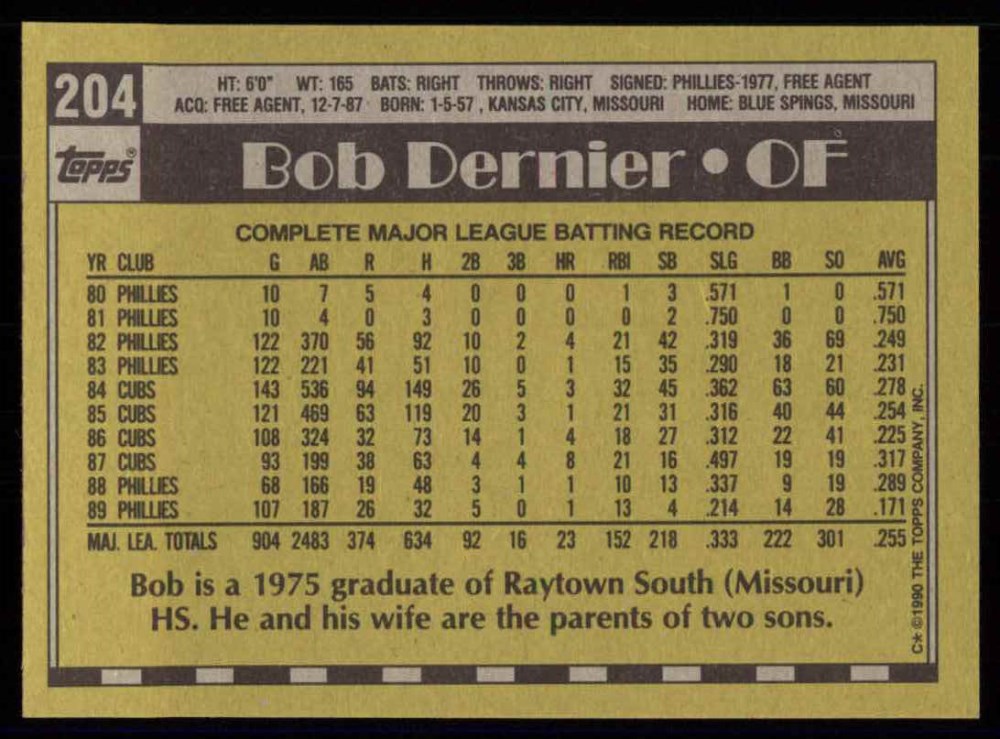 204
HT: 6'0" WT: 165 BATS: RIGHT THROWS: RIGHT SIGNED: PHILLIES-1977, FREE AGENT
ACQ: FREE AGENT, 12-7-87 BORN: 1-5-57 , KANSAS CITY, MISSOURI HOME: BLUE SPINGS, MISSOURI
topps®
Bob Dernier • OF
COMPLETE MAJOR LEAGUE BATTING RECORD
YR CLUB G AB R H 2B 3B HR RBI SB SLG BB SO AVG
80 PHILLIES 10 7 5 4 0 0 0 1 3 .571 1 0 .571
81 PHILLIES 10 4 0 3 0 0 0 0 2 .750 0 0 .750
82 PHILLIES 122 370 56 92 10 2 4 21 42 .319 36 69 .249
83 PHILLIES 122 221 41 51 10 0 1 15 35 .290 18 21 .231
84 CUBS 143 536 94 149 26 5 3 32 45 .362 63 60 .278
85 CUBS 121 469 63 119 20 3 1 21 31 .316 40 44 .254
86 CUBS 108 324 32 73 14 1 4 18 27 .312 22 41 .225
87 CUBS 93 199 38 63 4 4 8 21 16 .497 19 19 .317
88 PHILLIES 68 166 19 48 3 1 1 10 13 .337 9 19 .289
89 PHILLIES 107 187 26 32 5 0 1 13 4 .214 14 28 .171
MAJ. LEA. TOTALS 904 2483 374 634 92 16 23 152 218 .333 222 301 .255
Bob is a 1975 graduate of Raytown South (Missouri)
HS. He and his wife are the parents of two sons.
C* ©1990 THE TOPPS COMPANY, INC.